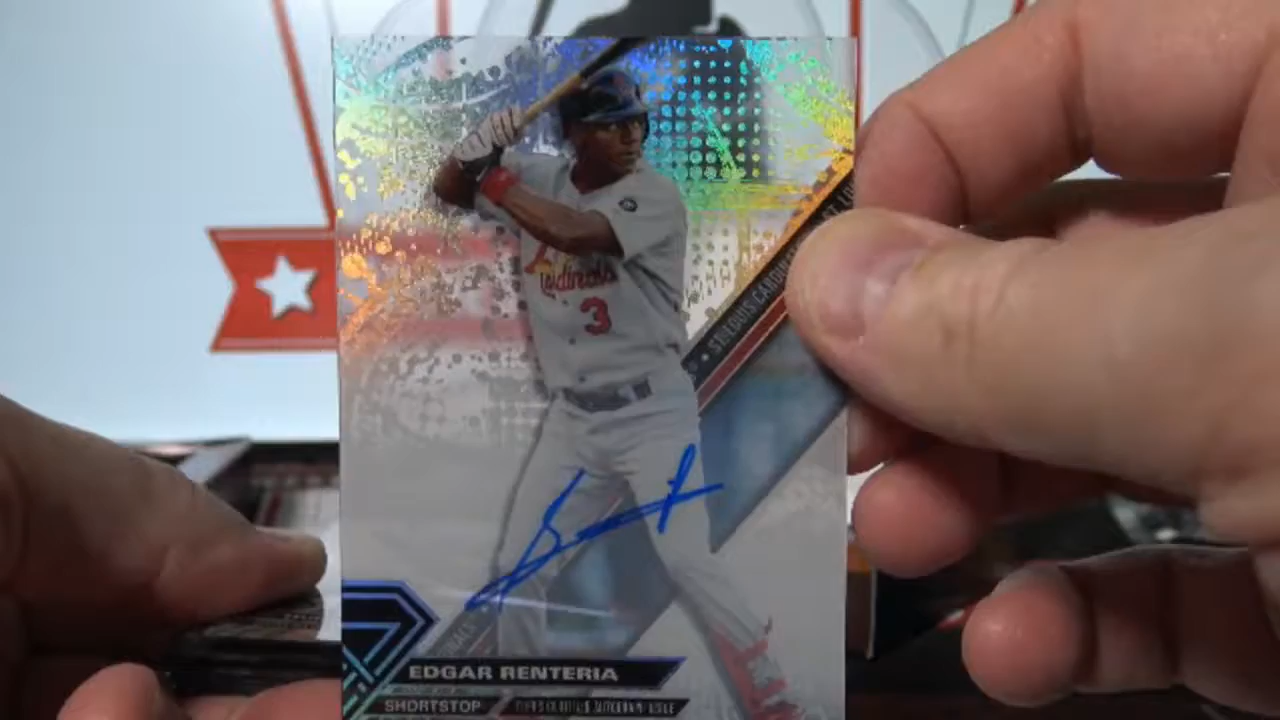 ST. LOUIS CARDINALS
Cardinals
3
EDGAR RENTERIA
SHORTSTOP